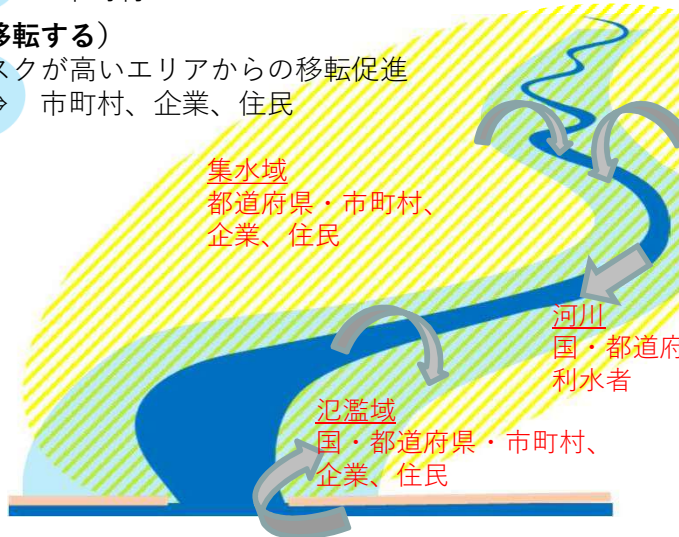 移転する）
スクが高いエリアからの移転促進
市町村、企業、住民
集水域
都道府県・市町村、
企業、住民
河川
国・都道府
利水者
氾濫域
国・都道府県・市町村、
企業、住民